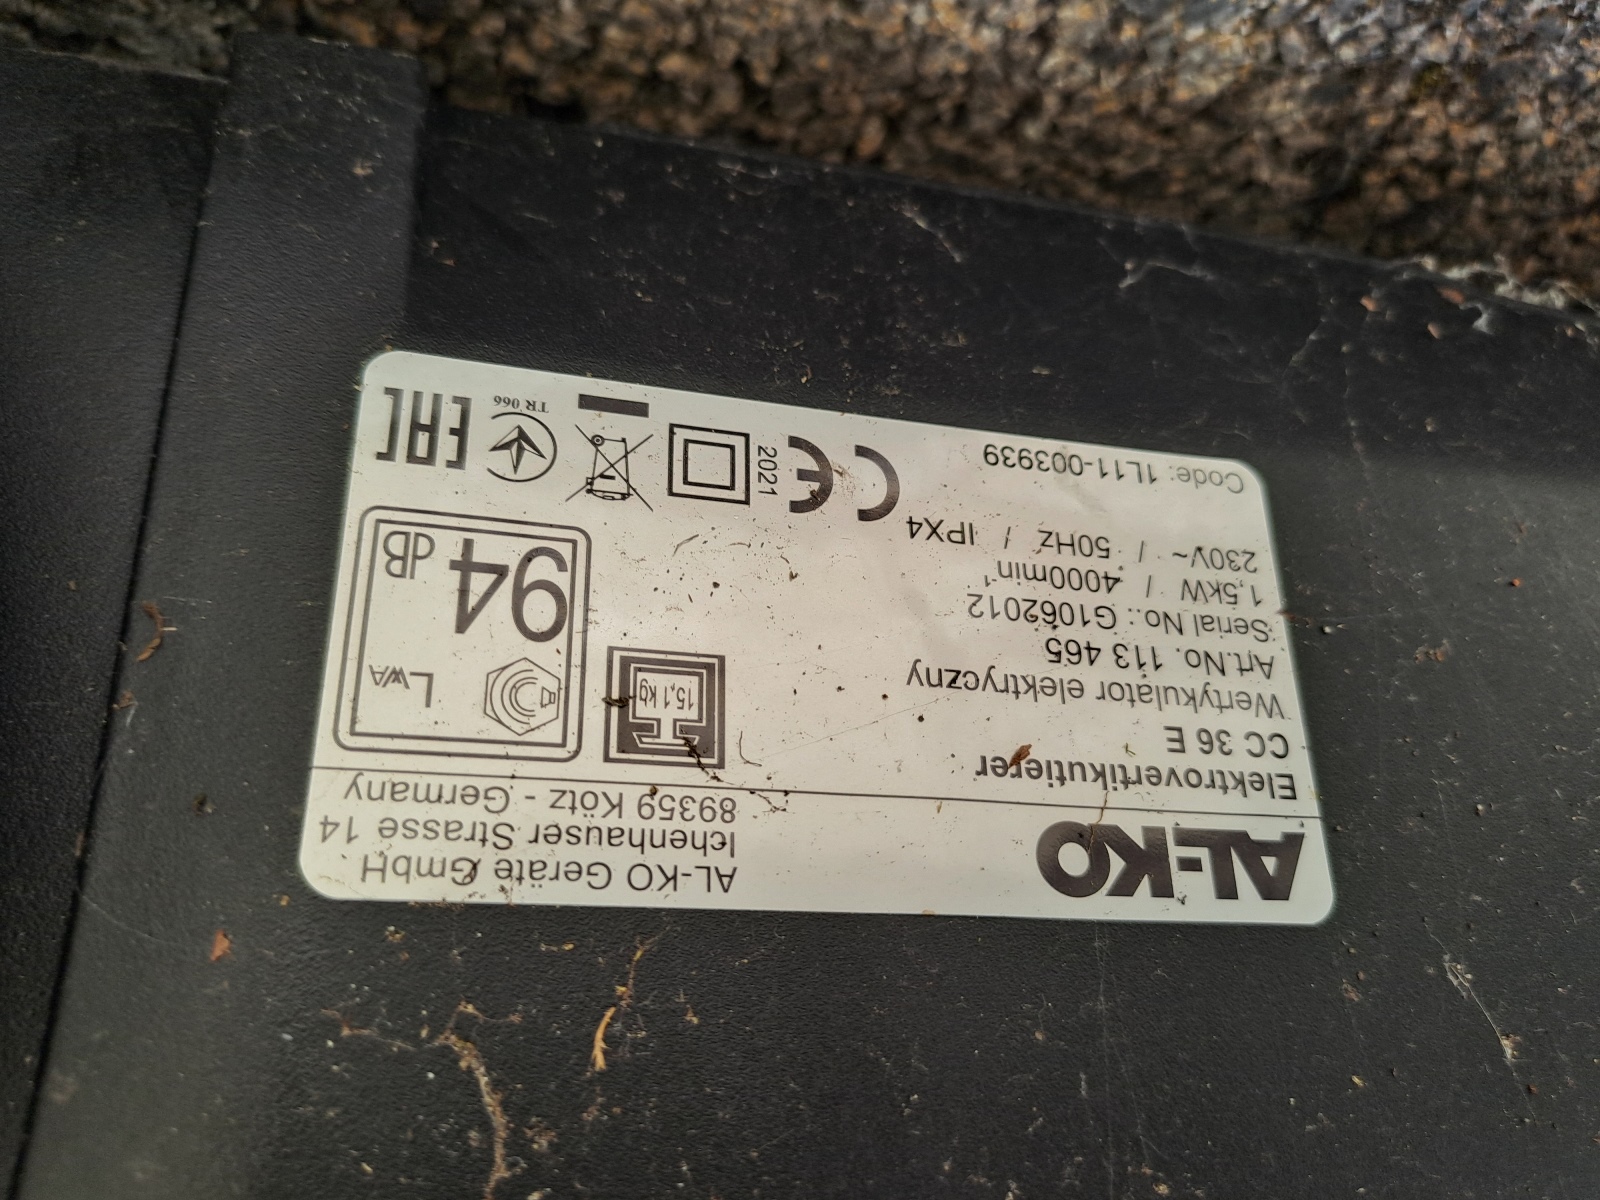 AL-KO
AL-KO Geräte GmbH
Ichenhauser Strasse 14
89359 Kötz - Germany
Elektrovertikutierer
CC 36 E
Wertykulator elektryczny
Art.No. 113 465
Serial No.: G1062012
1,5kW / 4000min⁻¹
230V~ / 50HZ / IPX4
Code: 1L11-003939
15,1 kg
LWA
94 dB
CE
2021
TR 066
EAC